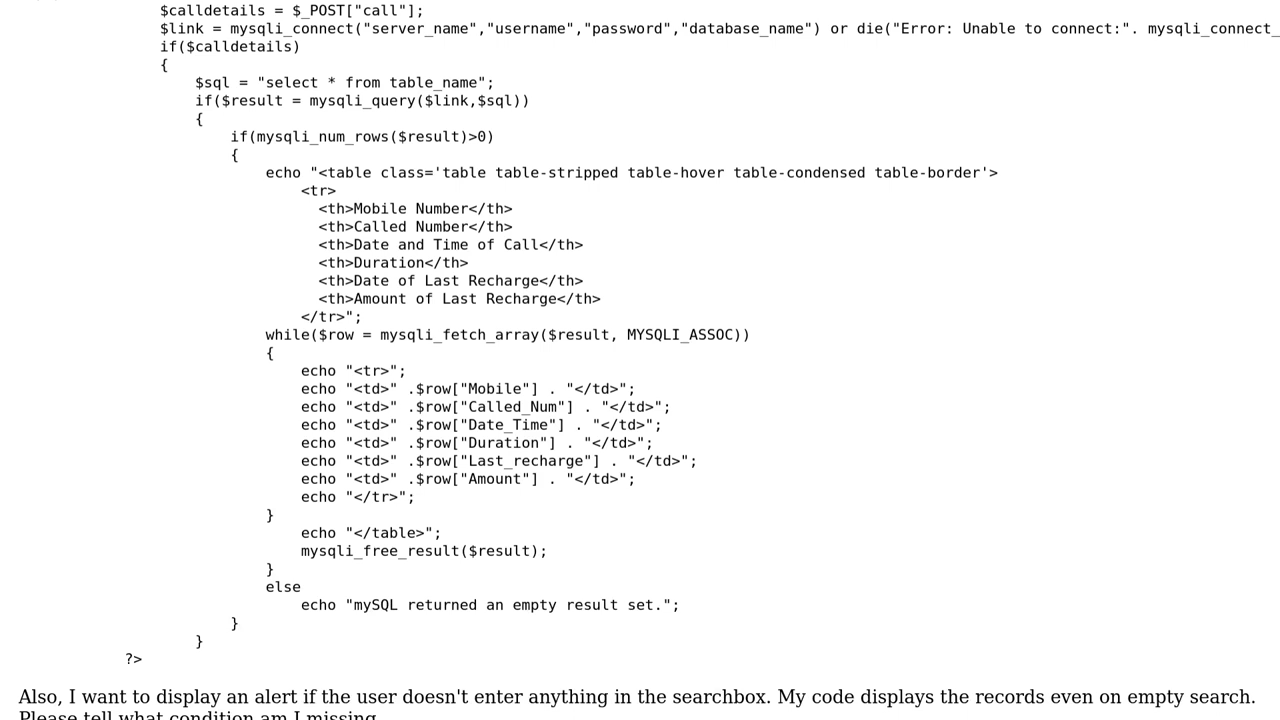 $calldetails = $_POST["call"];
$link = mysqli_connect("server_name","username","password","database_name") or die("Error: Unable to connect:". mysqli_connect_
if($calldetails)
{
$sql = "select * from table_name";
if($result = mysqli_query($link,$sql))
{
if(mysqli_num_rows($result)>0)
{
echo "<table class='table table-stripped table-hover table-condensed table-border'>
<tr>
<th>Mobile Number</th>
<th>Called Number</th>
<th>Date and Time of Call</th>
<th>Duration</th>
<th>Date of Last Recharge</th>
<th>Amount of Last Recharge</th>
</tr>";
while($row = mysqli_fetch_array($result, MYSQLI_ASSOC))
{
echo "<tr>";
echo "<td>" .$row["Mobile"] . "</td>";
echo "<td>" .$row["Called_Num"] . "</td>";
echo "<td>" .$row["Date_Time"] . "</td>";
echo "<td>" .$row["Duration"] . "</td>";
echo "<td>" .$row["Last_recharge"] . "</td>";
echo "<td>" .$row["Amount"] . "</td>";
echo "</tr>";
}
echo "</table>";
mysqli_free_result($result);
}
else
echo "mySQL returned an empty result set.";
}
}
?>
Also, I want to display an alert if the user doesn't enter anything in the searchbox. My code displays the records even on empty search.
Please tell what condition am I missing